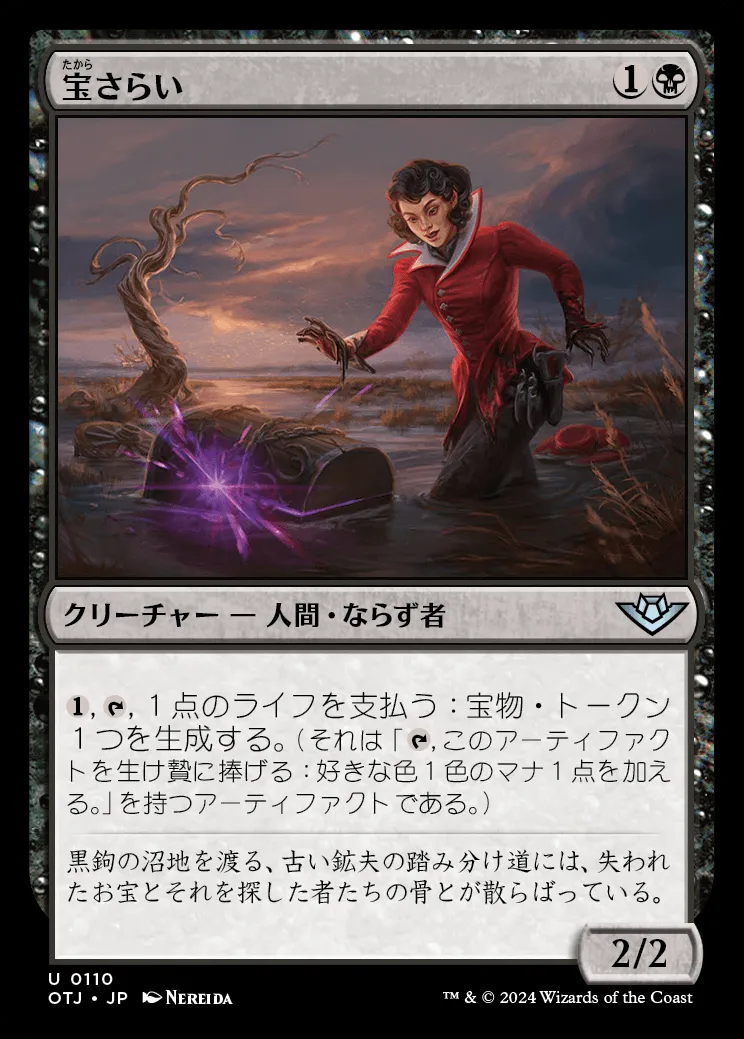 たから
宝さらい 1
クリーチャー — 人間・ならず者
1, , 1点のライフを支払う：宝物・トークン
1つを生成する。（それは「 , このアーティファク
トを生け贄に捧げる：好きな色1色のマナ1点を加え
る。」を持つアーティファクトである。）
黒鉤の沼地を渡る、古い鉱夫の踏み分け道には、失われ
たお宝とそれを探した者たちの骨とが散らばっている。
2/2
U 0110
OTJ • JP NEREIDA
™ & © 2024 Wizards of the Coast